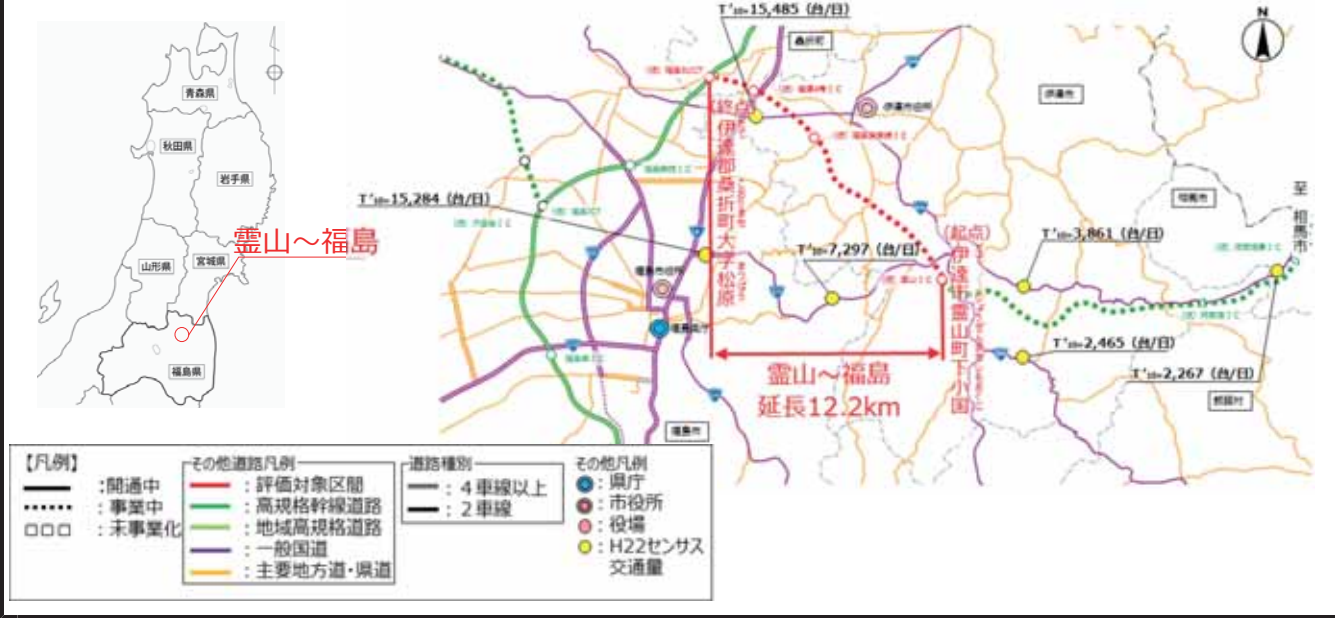 青森県
秋田県
岩手県
山形県
宮城県
福島県
霊山～福島
T'₁₀=15,485（台/日）
桑折町
N
伊達市
伊達市役所
(終点)
伊達郡桑折町大字松原
T'₁₀=15,284（台/日）
相馬市
至 相馬市
T'₁₀=7,297（台/日）
(起点)
伊達市霊山町下小国
T'₁₀=3,861（台/日）
福島市役所
福島県庁
T'₁₀=2,465（台/日）
T'₁₀=2,267（台/日）
霊山～福島
延長12.2km
福島市
【凡例】
：開通中
：事業中
：未事業化
その他道路凡例
：評価対象区間
：高規格幹線道路
：地域高規格道路
：一般国道
：主要地方道・県道
道路種別
：４車線以上
：２車線
その他凡例
：県庁
：市役所
：役場
：H22センサス
交通量